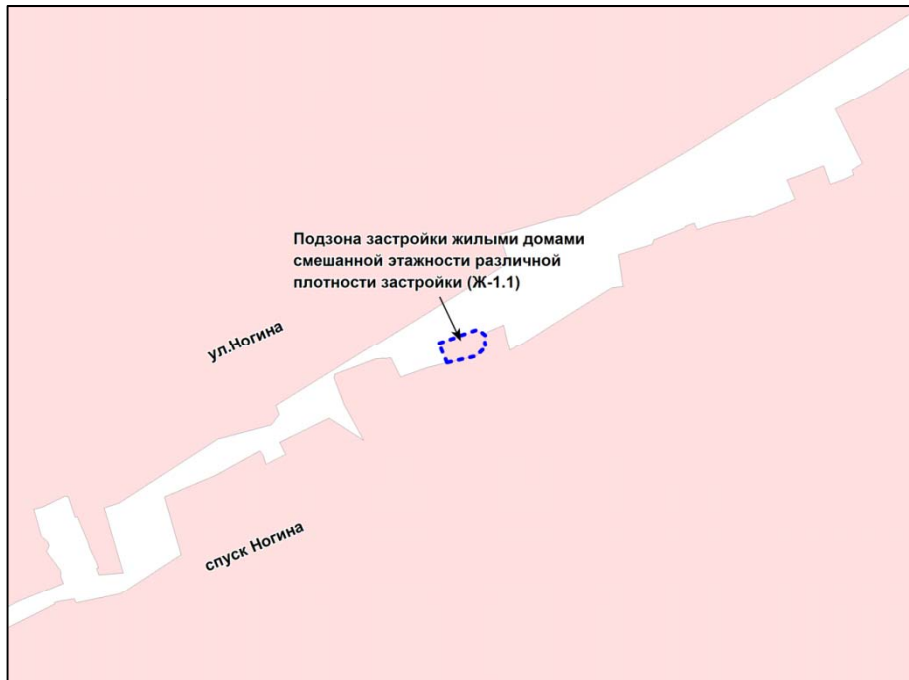 Подзона застройки жилыми домами
смешанной этажности различной
плотности застройки (Ж-1.1)
ул.Ногина
спуск Ногина